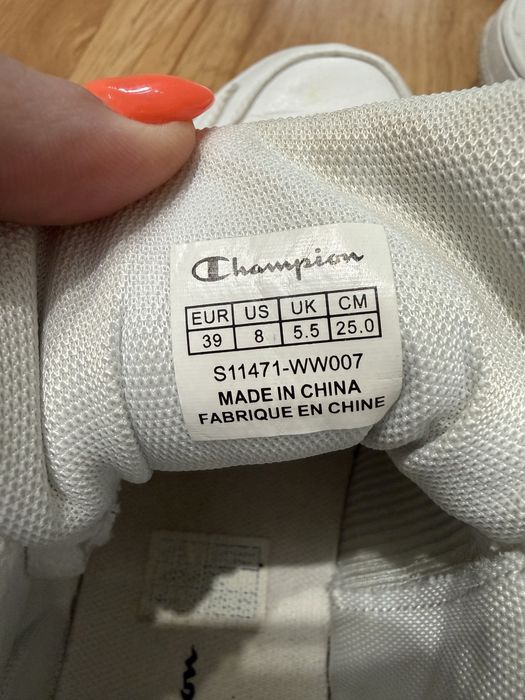 Champion
EUR US UK CM
39 8 5.5 25.0
S11471-WW007
MADE IN CHINA
FABRIQUE EN CHINE
pion